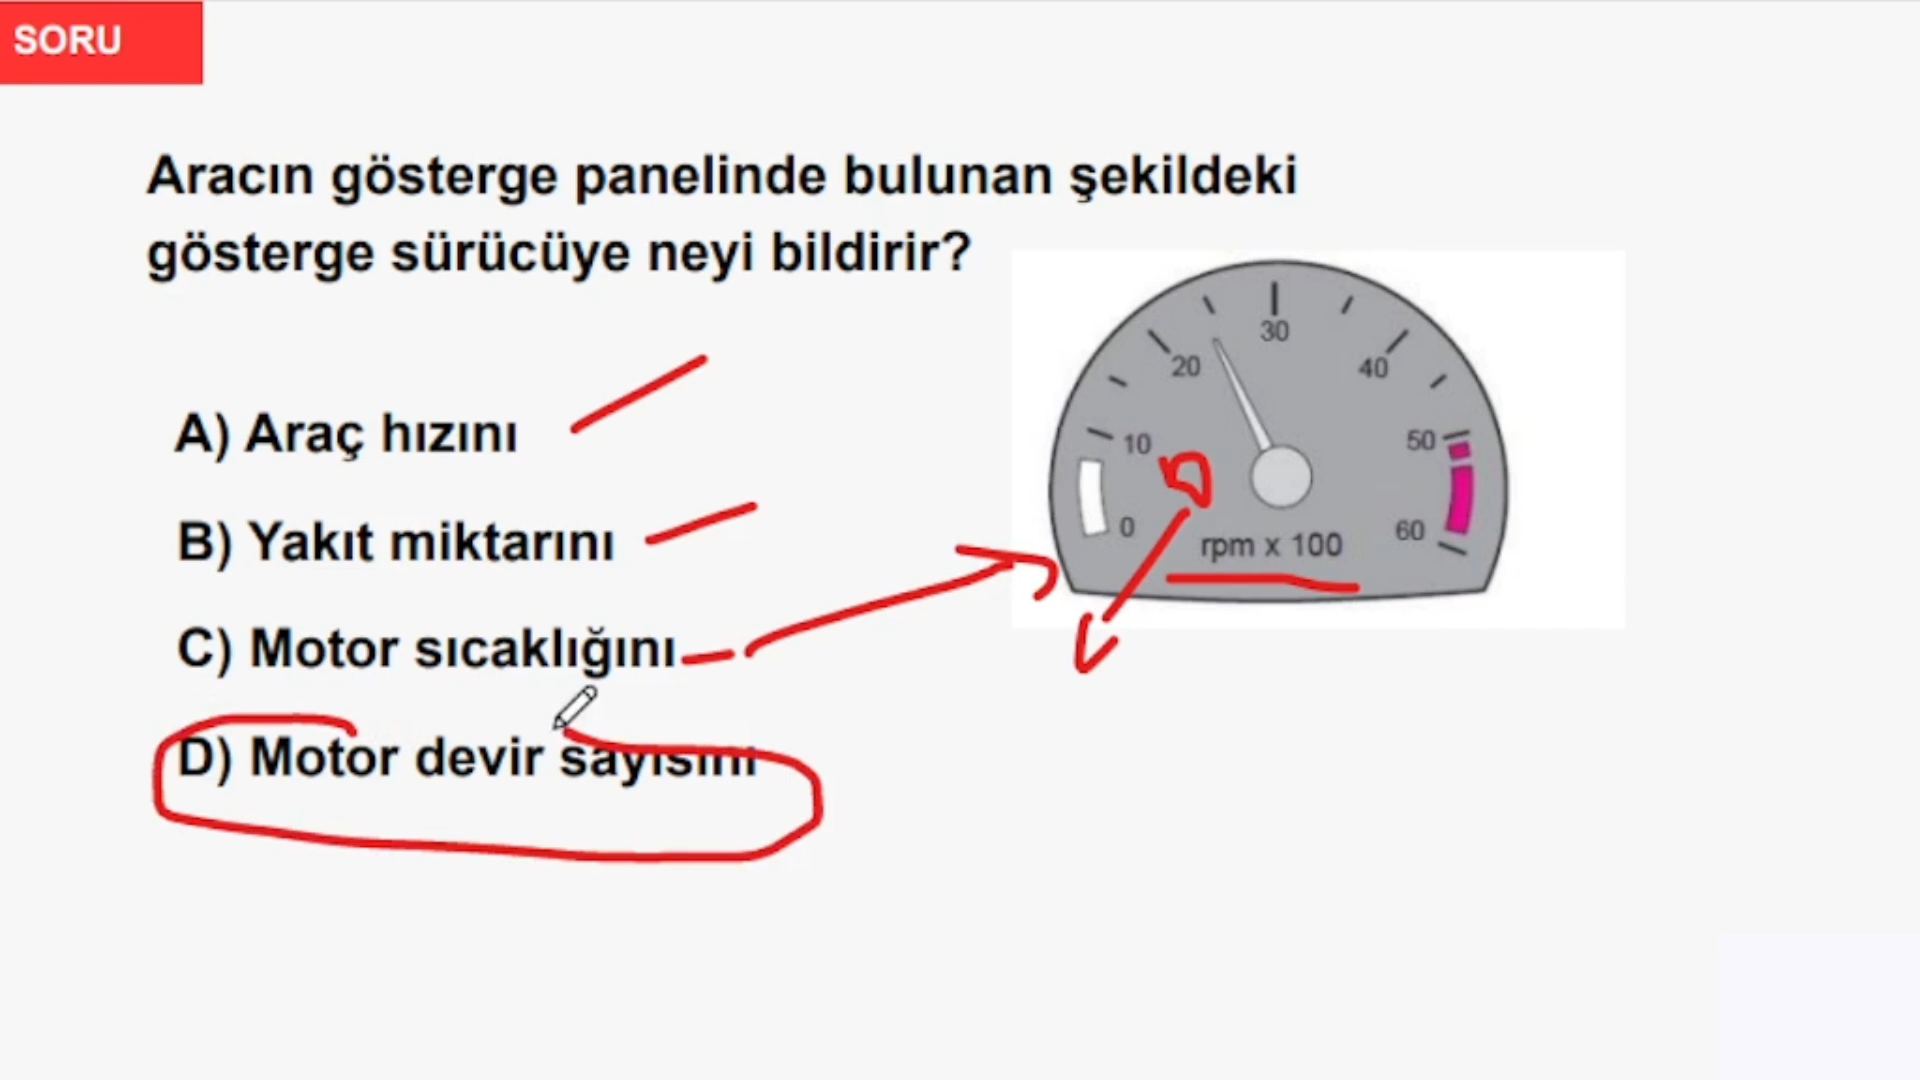 SORU
Aracın gösterge panelinde bulunan şekildeki
gösterge sürücüye neyi bildirir?
A) Araç hızını
B) Yakıt miktarını
C) Motor sıcaklığını
D) Motor devir sayısını
0
10
20
30
40
50
60
rpm x 100